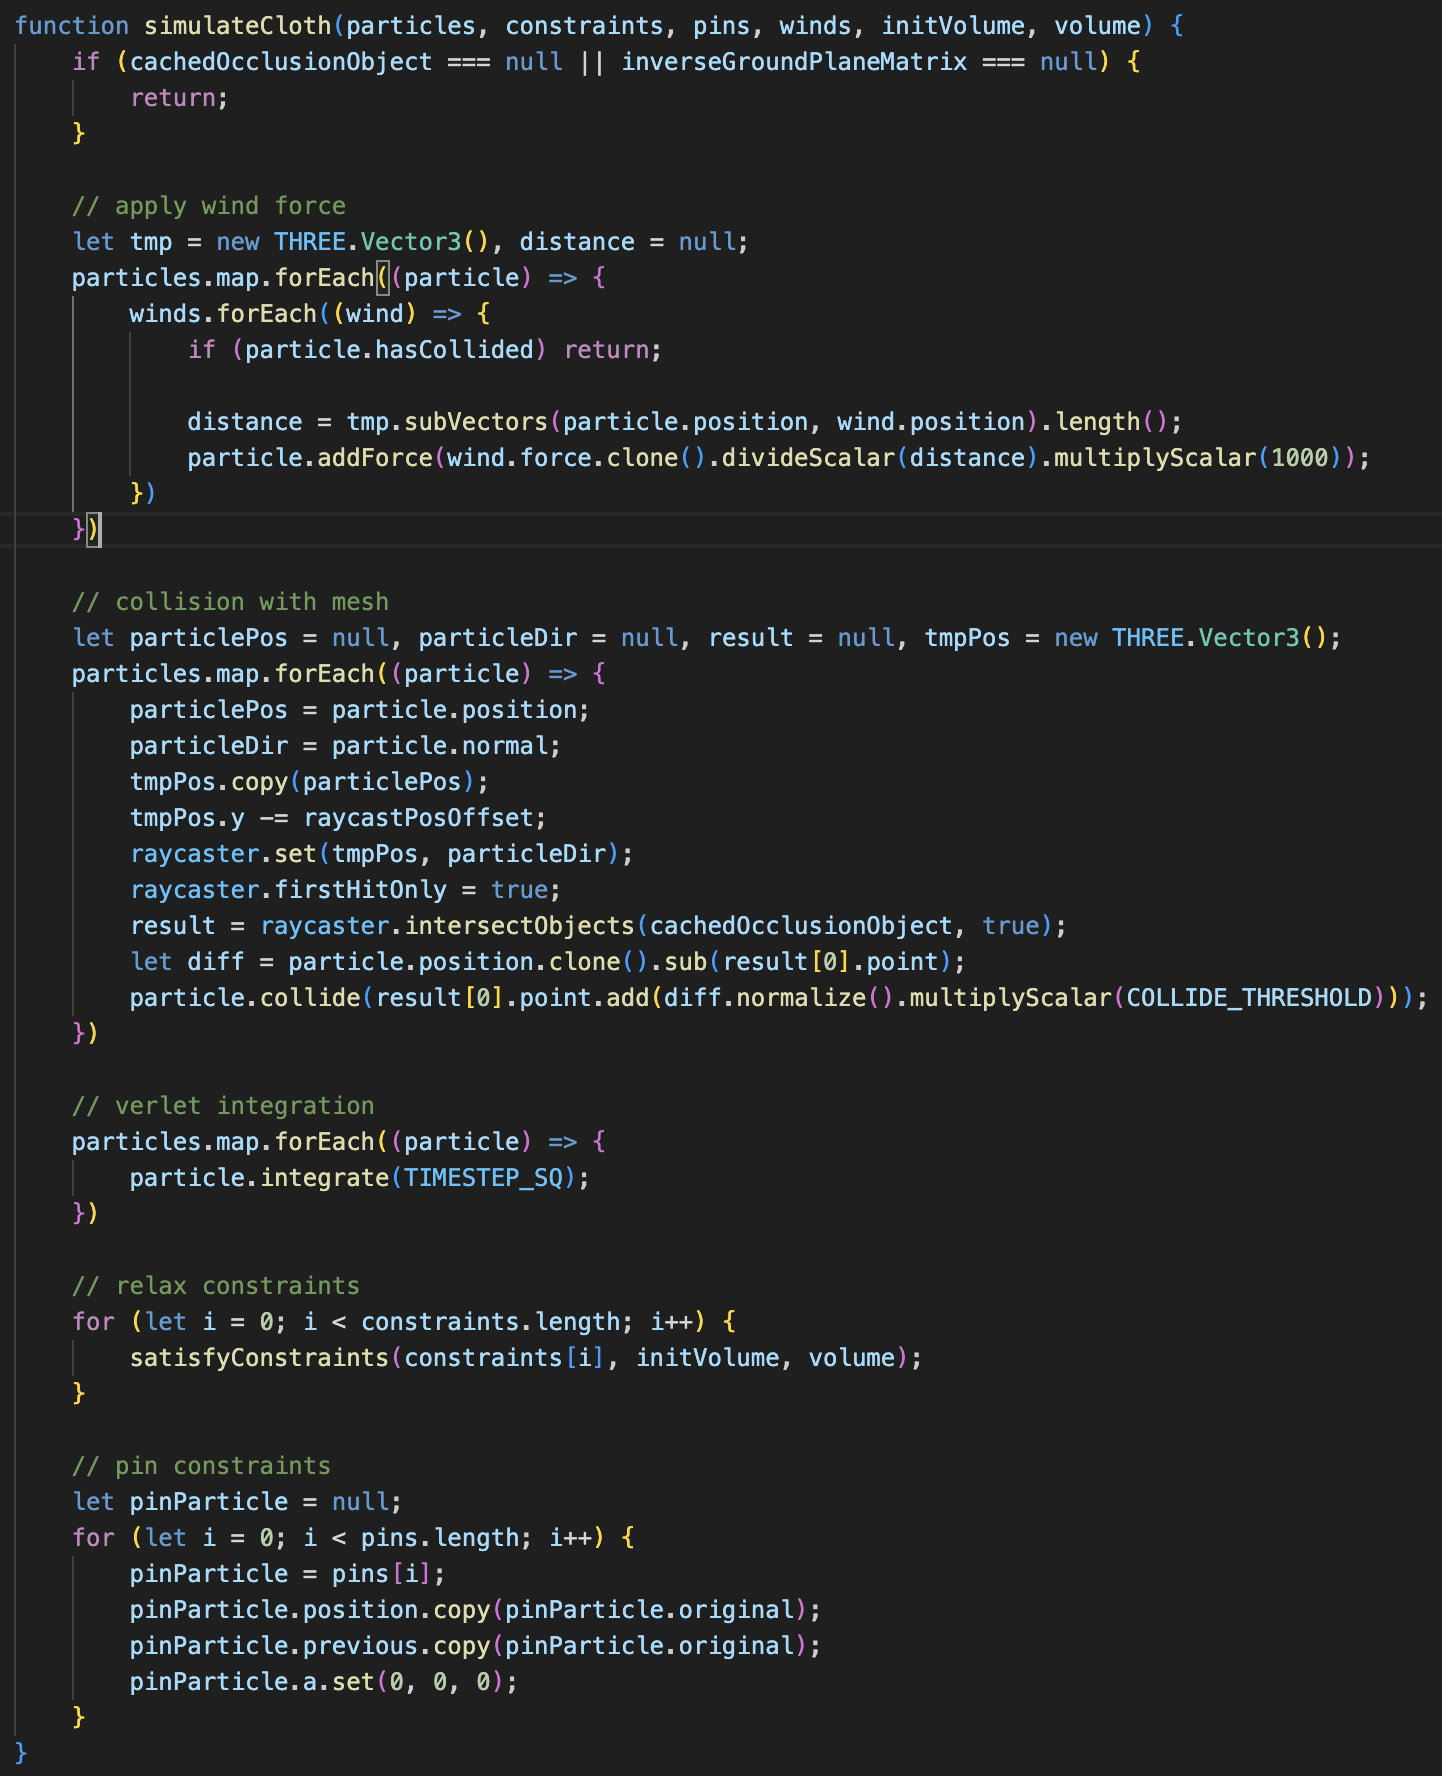 function simulateCloth(particles, constraints, pins, winds, initVolume, volume) {
    if (cachedOcclusionObject === null || inverseGroundPlaneMatrix === null) {
        return;
    }

    // apply wind force
    let tmp = new THREE.Vector3(), distance = null;
    particles.map.forEach((particle) => {
        winds.forEach((wind) => {
            if (particle.hasCollided) return;

            distance = tmp.subVectors(particle.position, wind.position).length();
            particle.addForce(wind.force.clone().divideScalar(distance).multiplyScalar(1000));
        })
    })

    // collision with mesh
    let particlePos = null, particleDir = null, result = null, tmpPos = new THREE.Vector3();
    particles.map.forEach((particle) => {
        particlePos = particle.position;
        particleDir = particle.normal;
        tmpPos.copy(particlePos);
        tmpPos.y -= raycastPosOffset;
        raycaster.set(tmpPos, particleDir);
        raycaster.firstHitOnly = true;
        result = raycaster.intersectObjects(cachedOcclusionObject, true);
        let diff = particle.position.clone().sub(result[0].point);
        particle.collide(result[0].point.add(diff.normalize().multiplyScalar(COLLIDE_THRESHOLD)));
    })

    // verlet integration
    particles.map.forEach((particle) => {
        particle.integrate(TIMESTEP_SQ);
    })

    // relax constraints
    for (let i = 0; i < constraints.length; i++) {
        satisfyConstraints(constraints[i], initVolume, volume);
    }

    // pin constraints
    let pinParticle = null;
    for (let i = 0; i < pins.length; i++) {
        pinParticle = pins[i];
        pinParticle.position.copy(pinParticle.original);
        pinParticle.previous.copy(pinParticle.original);
        pinParticle.a.set(0, 0, 0);
    }
}